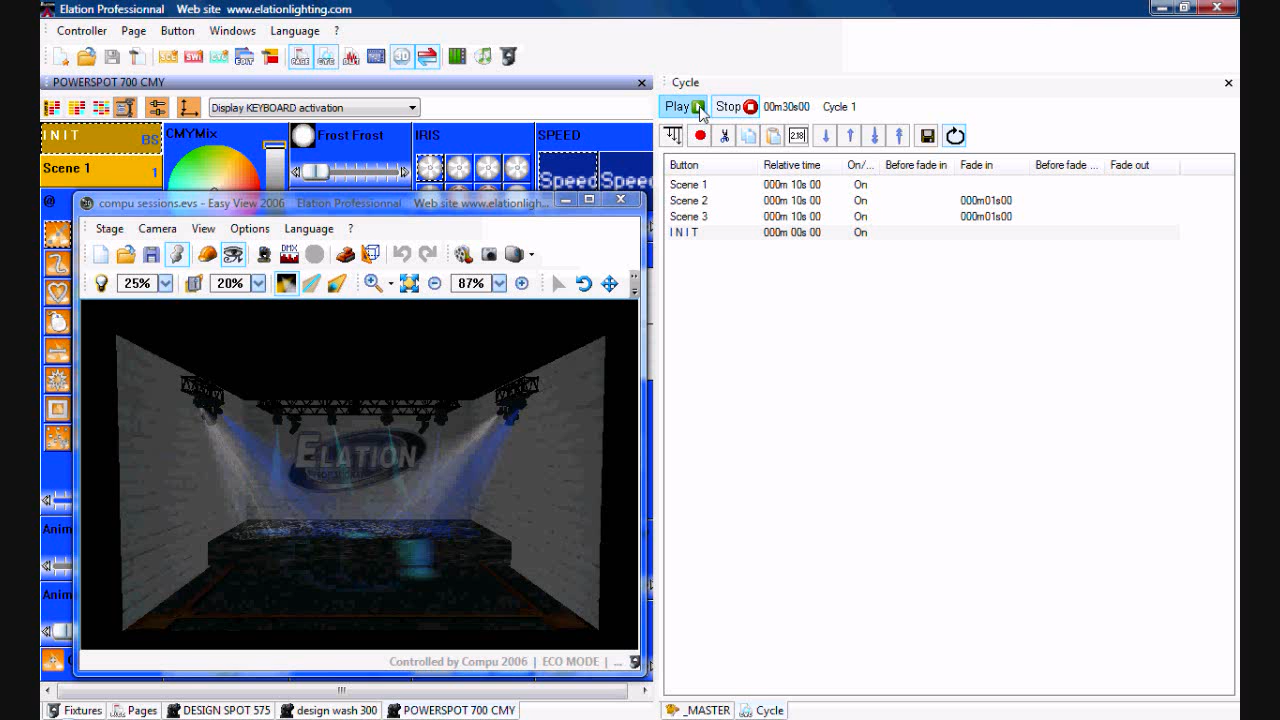 Elation Professionnal    Web site  www.elationlighting.com
Controller  Page  Button  Windows  Language  ?
POWERSPOT 700 CMY
Display KEYBOARD activation
I N I T  BS
CMYMix
Frost Frost
IRIS
SPEED
Scene 1  1
Speed  Speed
@
compu sessions.evs - Easy View 2006    Elation Professionnal    Web site www.elationligh...
Stage  Camera  View  Options  Language  ?
DMX
25%  20%  87%
ELATION
PROFESSIONAL
Anim
Anim
Controlled by Compu 2006 | ECO MODE | ...
Fixtures  Pages  DESIGN SPOT 575  design wash 300  POWERSPOT 700 CMY
Cycle
Play  Stop  00m30s00  Cycle 1
Button  Relative time  On/...  Before fade in  Fade in  Before fade ...  Fade out
Scene 1  000m 10s 00  On
Scene 2  000m 10s 00  On  000m01s00
Scene 3  000m 10s 00  On  000m01s00
I N I T  000m 00s 00  On
_MASTER  Cycle